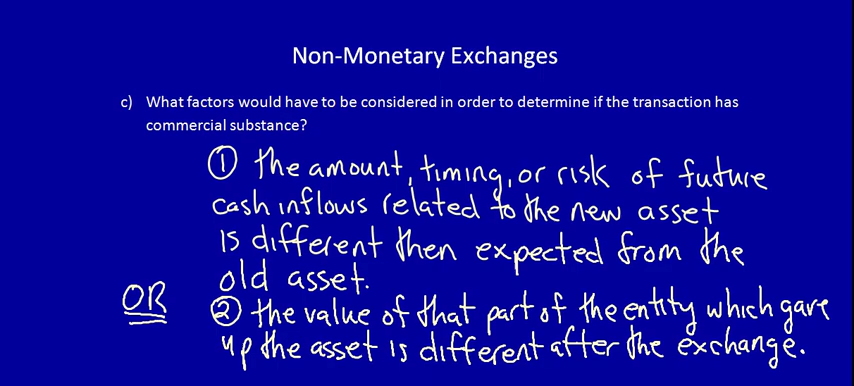 Non-Monetary Exchanges
c) What factors would have to be considered in order to determine if the transaction has
commercial substance?
① the amount, timing, or risk of future
cash inflows related to the new asset
is different then expected from the
old asset.
OR ② the value of that part of the entity which gave
up the asset is different after the exchange.